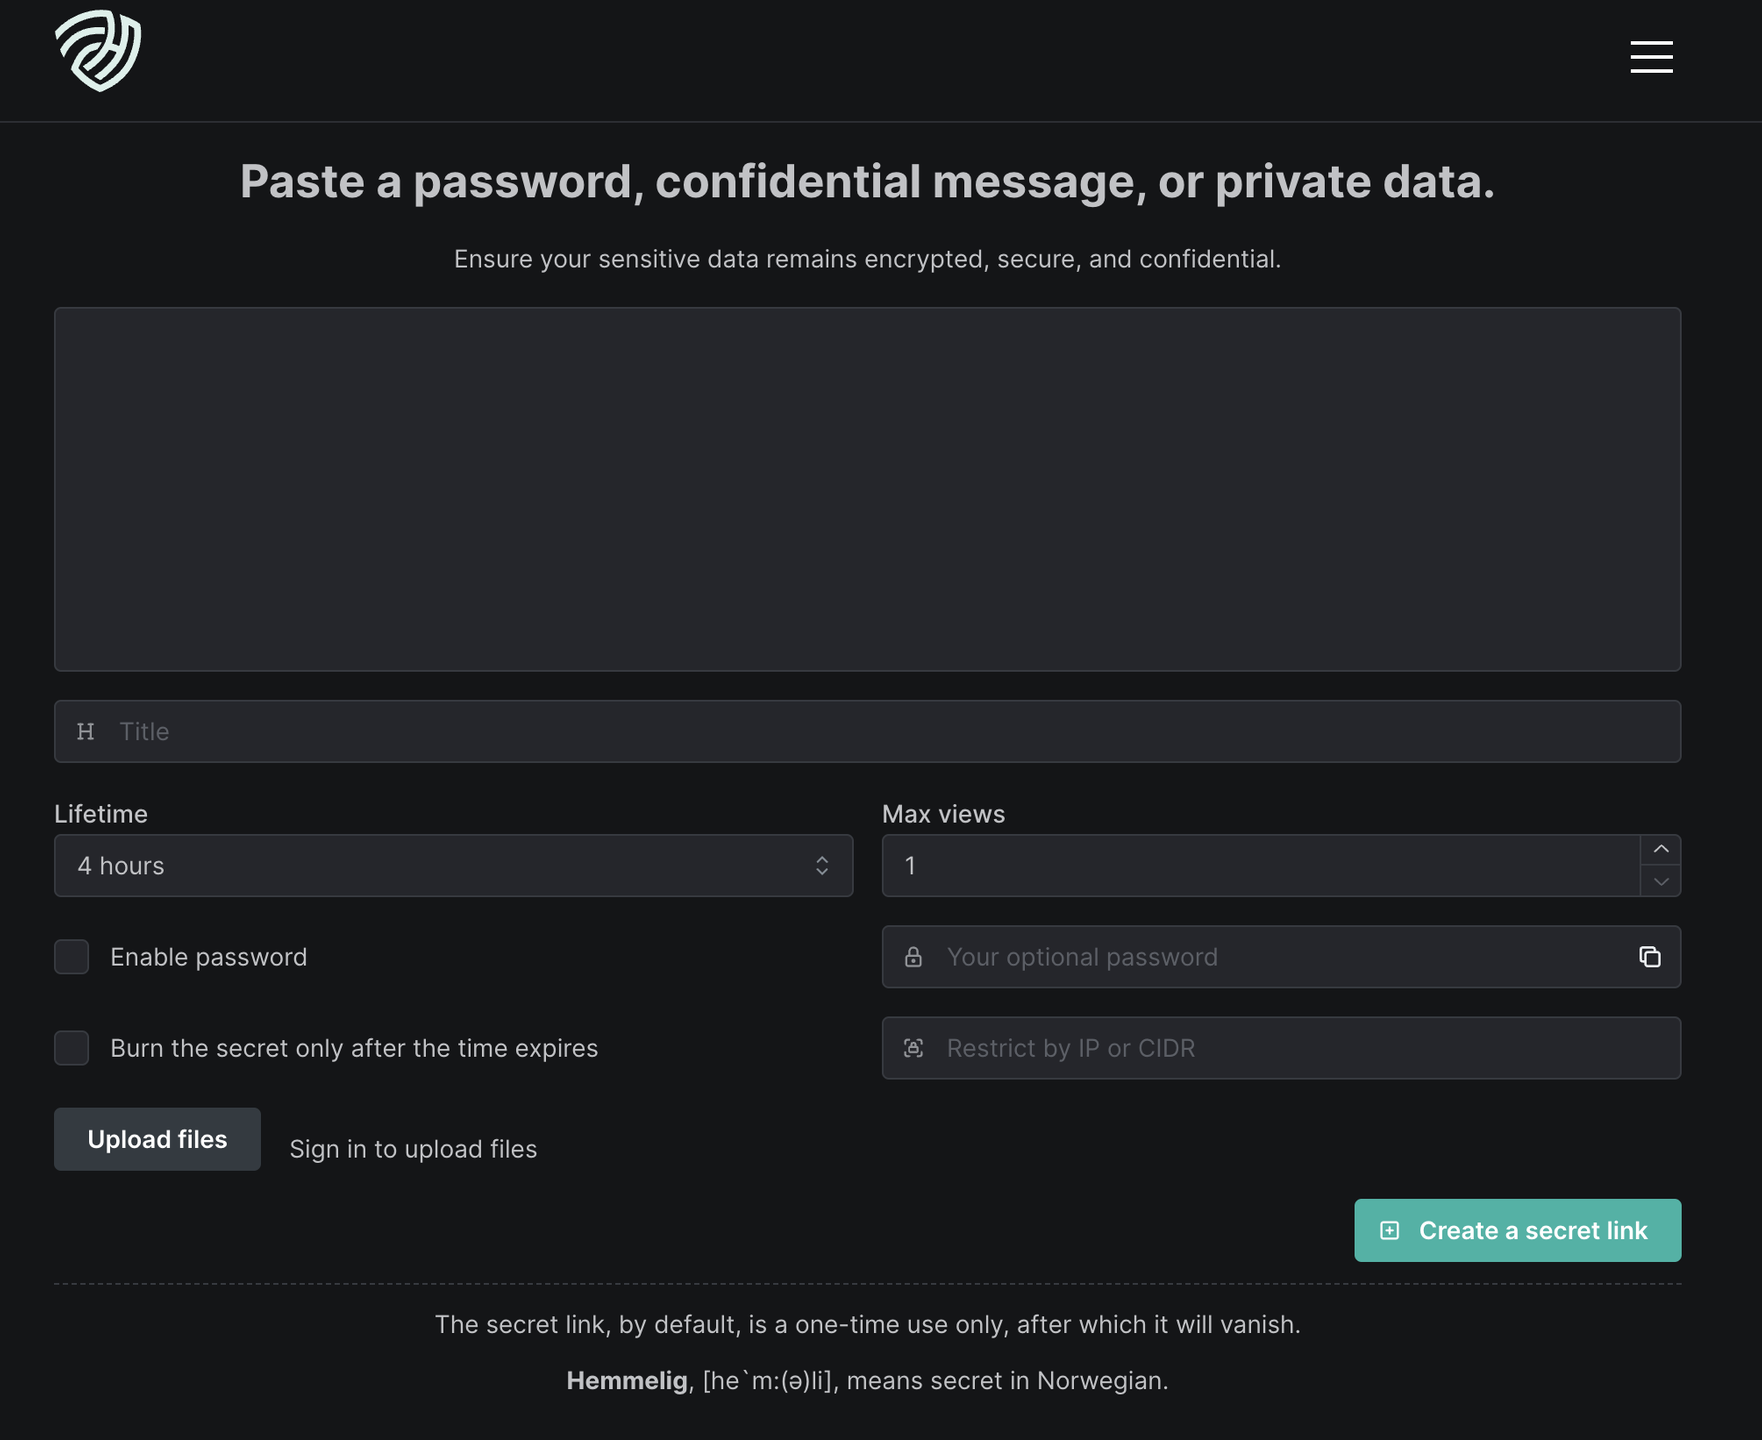 Paste a password, confidential message, or private data.
Ensure your sensitive data remains encrypted, secure, and confidential.
Title
Lifetime
Max views
4 hours
1
Enable password
Your optional password
Burn the secret only after the time expires
Restrict by IP or CIDR
Upload files
Sign in to upload files
Create a secret link
The secret link, by default, is a one-time use only, after which it will vanish.
Hemmelig, [he`m:(ə)li], means secret in Norwegian.